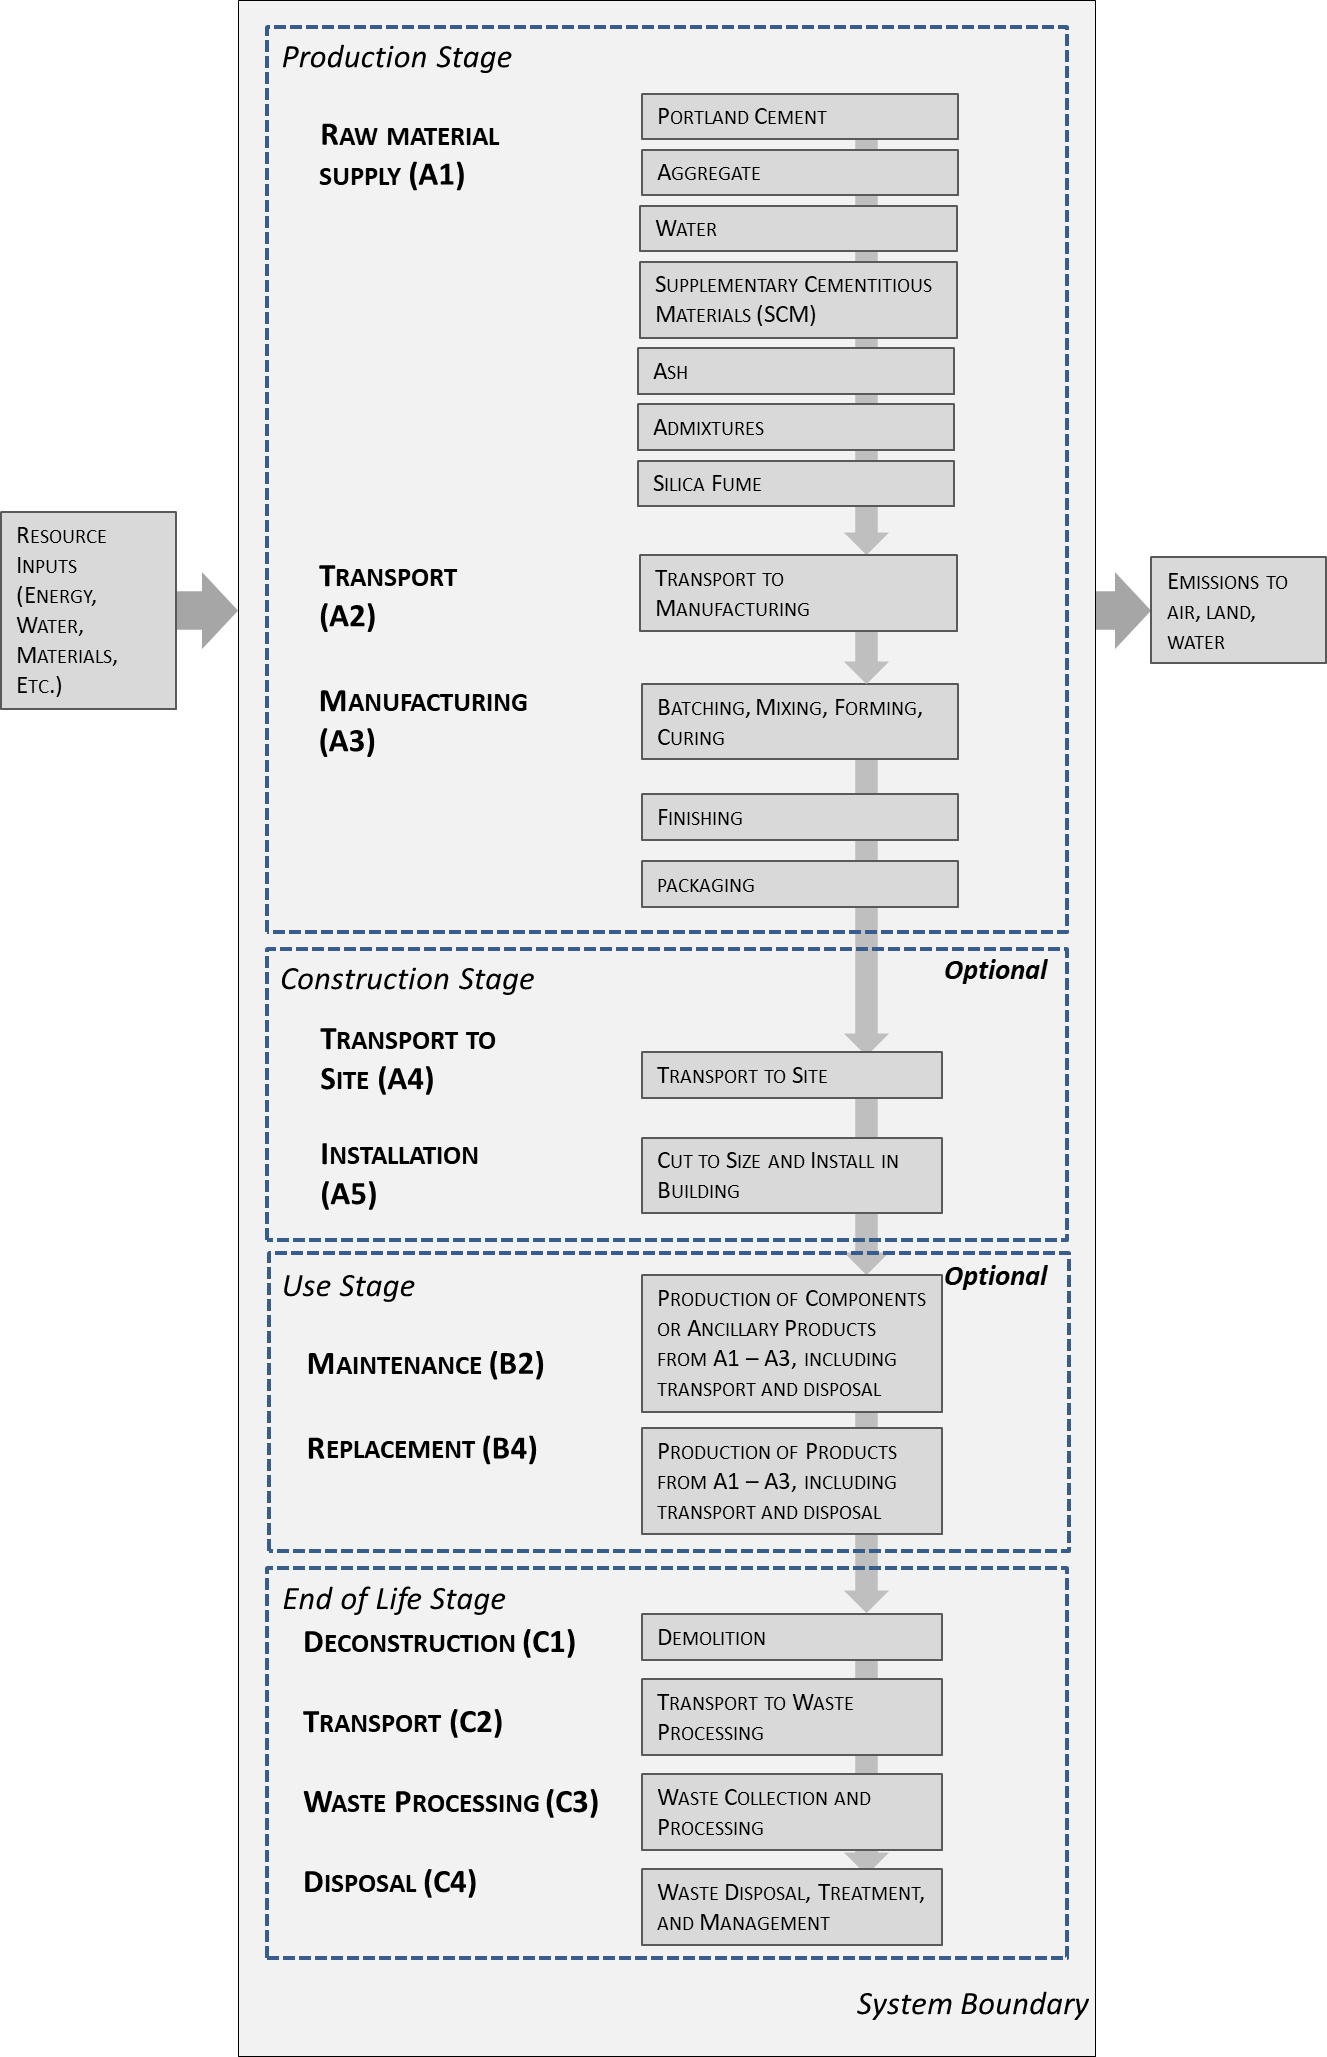 Production Stage
RAW MATERIAL
SUPPLY (A1)
PORTLAND CEMENT
AGGREGATE
WATER
SUPPLEMENTARY CEMENTITIOUS
MATERIALS (SCM)
ASH
ADMIXTURES
SILICA FUME
RESOURCE
INPUTS
(ENERGY,
WATER,
MATERIALS,
ETC.)
TRANSPORT
(A2)
TRANSPORT TO
MANUFACTURING
EMISSIONS TO
AIR, LAND,
WATER
MANUFACTURING
(A3)
BATCHING, MIXING, FORMING,
CURING
FINISHING
PACKAGING
Construction Stage
Optional
TRANSPORT TO
SITE (A4)
TRANSPORT TO SITE
INSTALLATION
(A5)
CUT TO SIZE AND INSTALL IN
BUILDING
Use Stage
Optional
MAINTENANCE (B2)
PRODUCTION OF COMPONENTS
OR ANCILLARY PRODUCTS
FROM A1 – A3, INCLUDING
TRANSPORT AND DISPOSAL
REPLACEMENT (B4)
PRODUCTION OF PRODUCTS
FROM A1 – A3, INCLUDING
TRANSPORT AND DISPOSAL
End of Life Stage
DECONSTRUCTION (C1)
DEMOLITION
TRANSPORT (C2)
TRANSPORT TO WASTE
PROCESSING
WASTE PROCESSING (C3)
WASTE COLLECTION AND
PROCESSING
DISPOSAL (C4)
WASTE DISPOSAL, TREATMENT,
AND MANAGEMENT
System Boundary